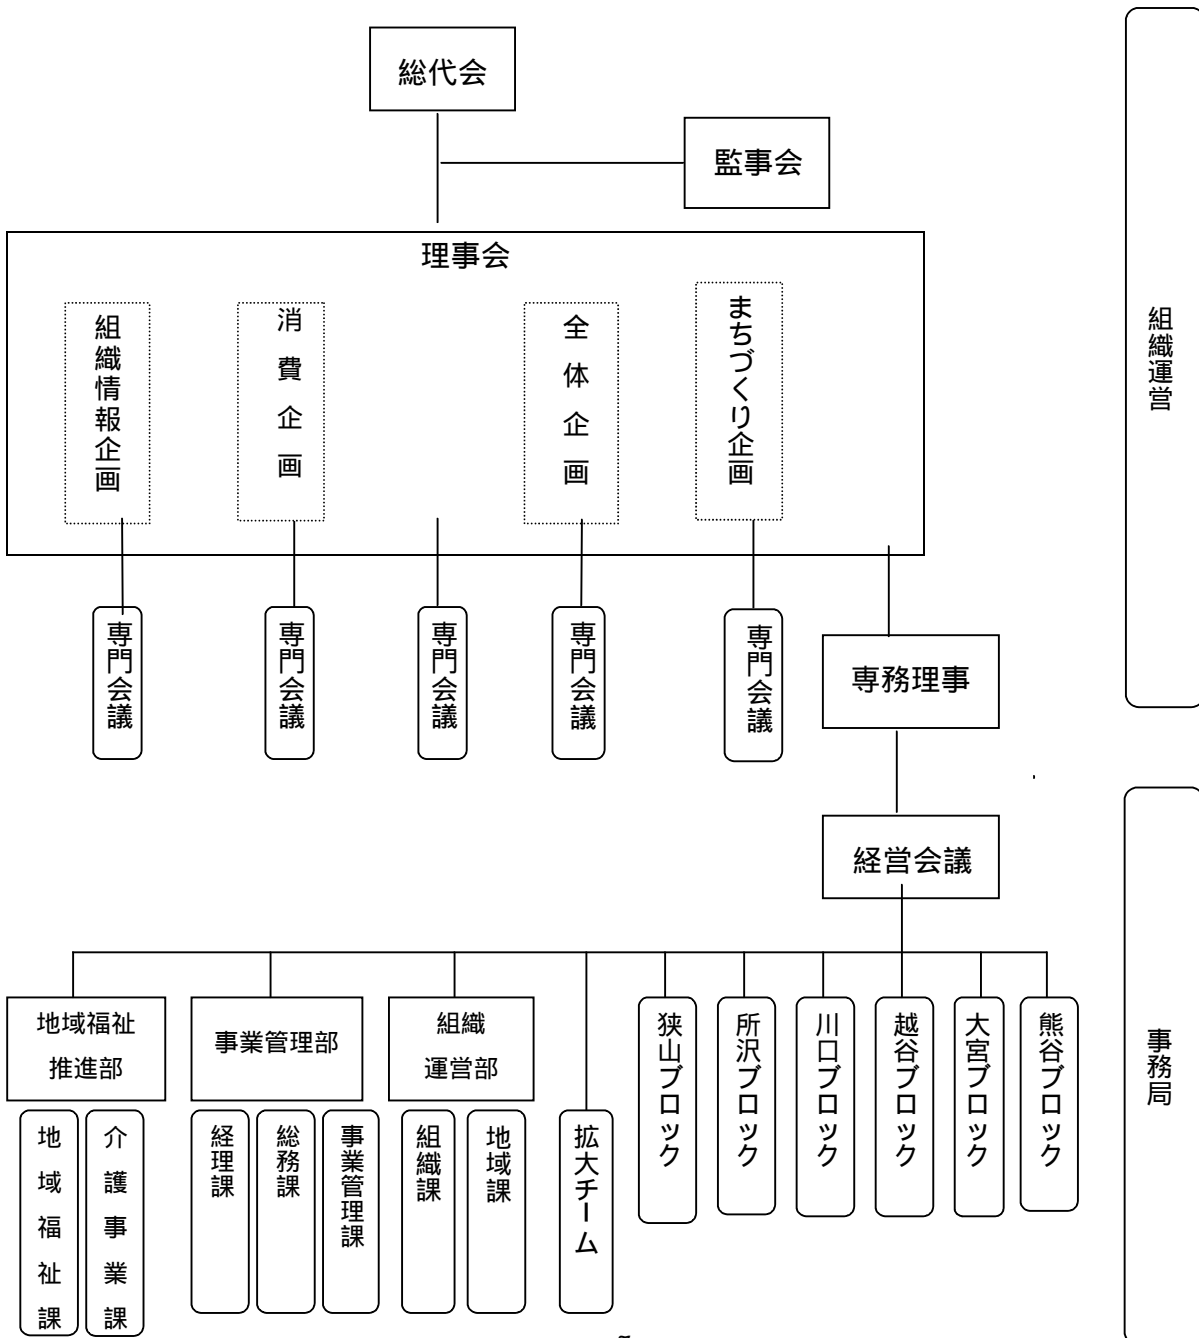 総代会
監事会
理事会
組織情報企画
消費企画
全体企画
まちづくり企画
専門会議
専門会議
専門会議
専門会議
専門会議
専務理事
経営会議
組織運営
地域福祉
推進部
事業管理部
組織
運営部
地域福祉課
介護事業課
経理課
総務課
事業管理課
組織課
地域課
拡大チーム
狭山ブロック
所沢ブロック
川口ブロック
越谷ブロック
大宮ブロック
熊谷ブロック
事務局